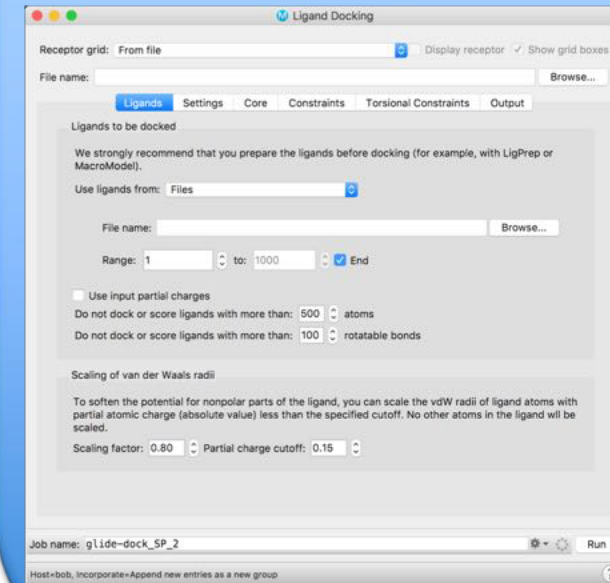 Ligand Docking
Receptor grid: From file Display receptor Show grid boxes
File name: Browse...
Ligands Settings Core Constraints Torsional Constraints Output
Ligands to be docked
We strongly recommend that you prepare the ligands before docking (for example, with LigPrep or
MacroModel).
Use ligands from: Files
File name: Browse...
Range: 1 to: 1000 End
Use input partial charges
Do not dock or score ligands with more than: 500 atoms
Do not dock or score ligands with more than: 100 rotatable bonds
Scaling of van der Waals radii
To soften the potential for nonpolar parts of the ligand, you can scale the vdW radii of ligand atoms with
partial atomic charge (absolute value) less than the specified cutoff. No other atoms in the ligand wll be
scaled.
Scaling factor: 0.80 Partial charge cutoff: 0.15
Job name: glide-dock_SP_2 Run
Host=bob, Incorporate=Append new entries as a new group